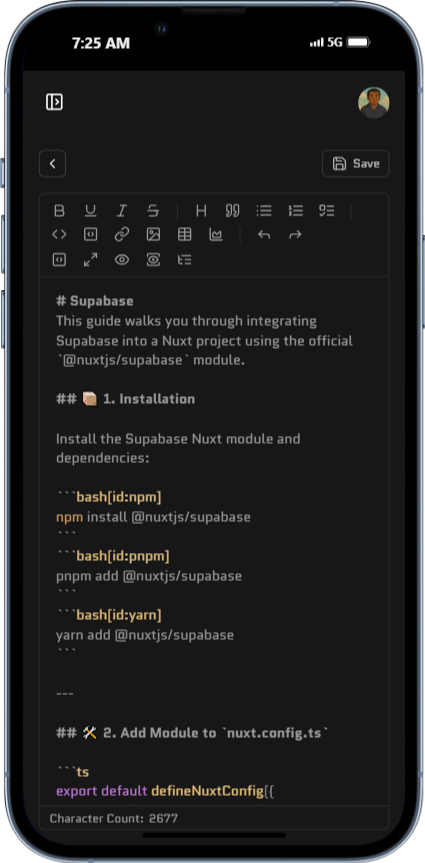 7:25 AM
5G
Save
B U I S H
# Supabase
This guide walks you through integrating
Supabase into a Nuxt project using the official
`@nuxtjs/supabase` module.
## 📦 1. Installation
Install the Supabase Nuxt module and
dependencies:
```bash[id:npm]
npm install @nuxtjs/supabase
```
```bash[id:pnpm]
pnpm add @nuxtjs/supabase
```
```bash[id:yarn]
yarn add @nuxtjs/supabase
```
---
## 🛠 2. Add Module to `nuxt.config.ts`
```ts
export default defineNuxtConfig({
Character Count: 2677